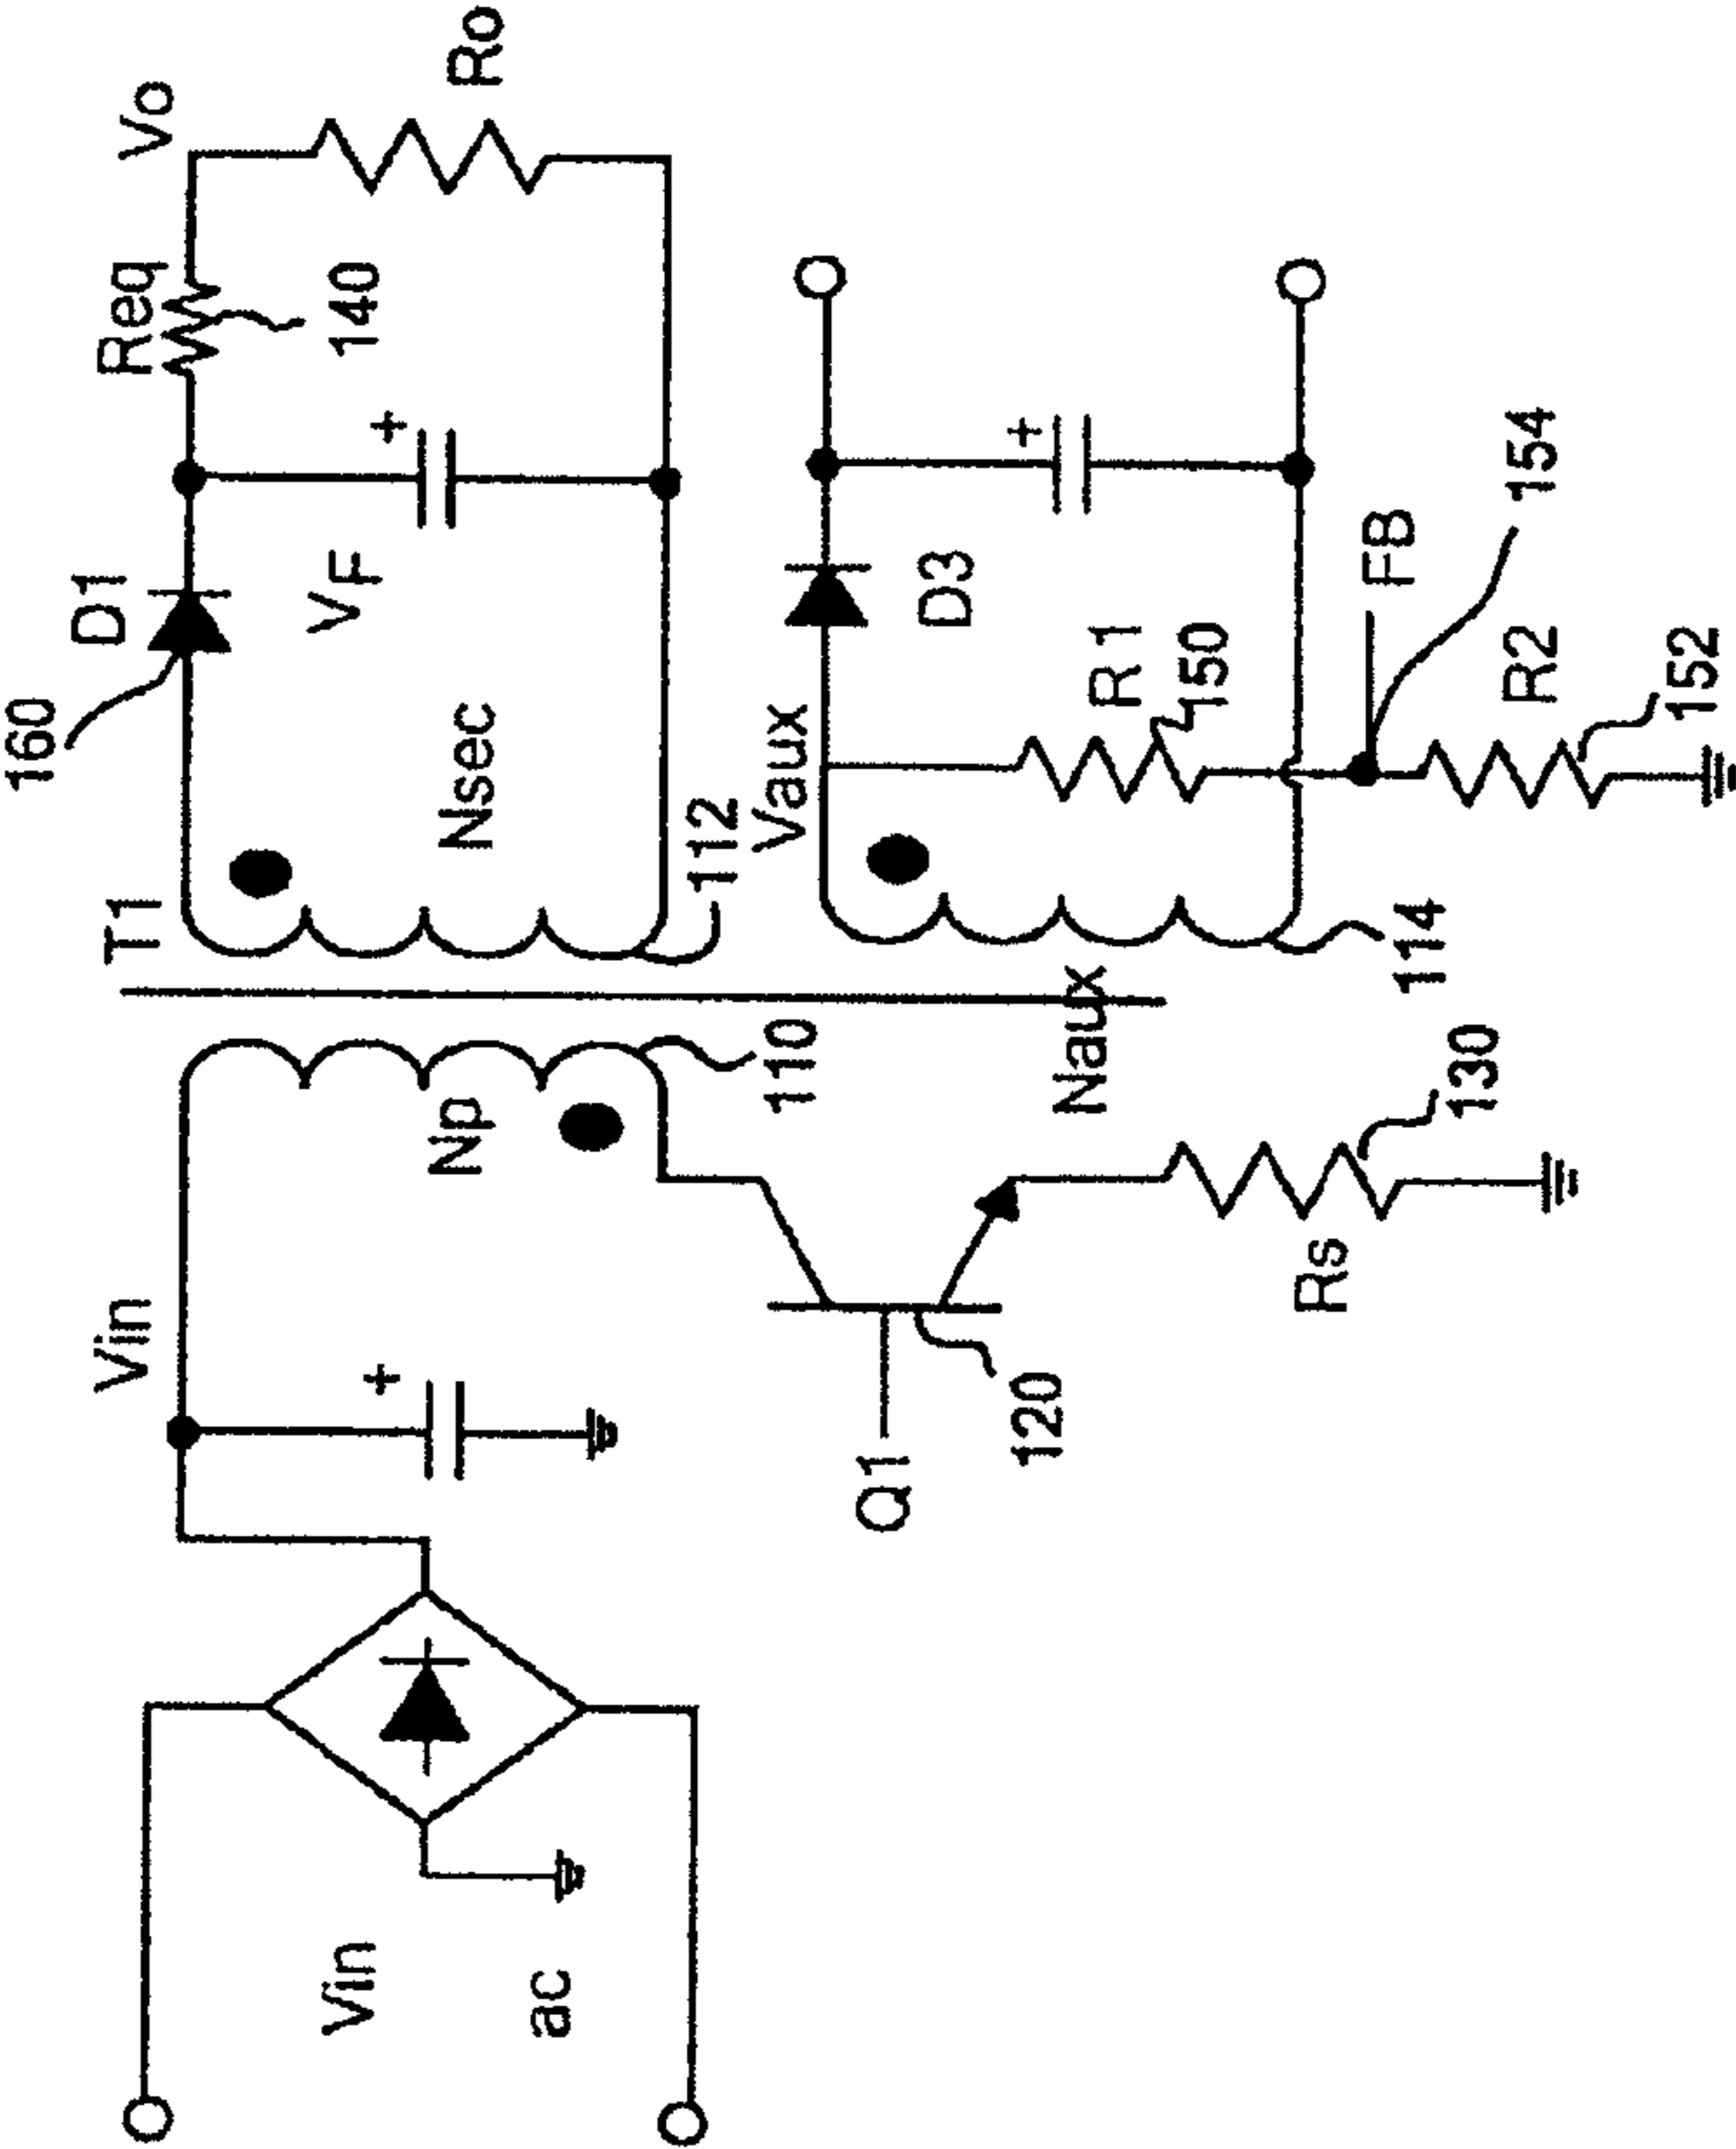 Vin
ac
Vin
Np
110
Q1
120
Rs
130
T1
160
D1
VF
Nsec
112
Req
140
Vo
Ro
Vaux
Naux
114
D3
R1
150
FB
154
R2
152